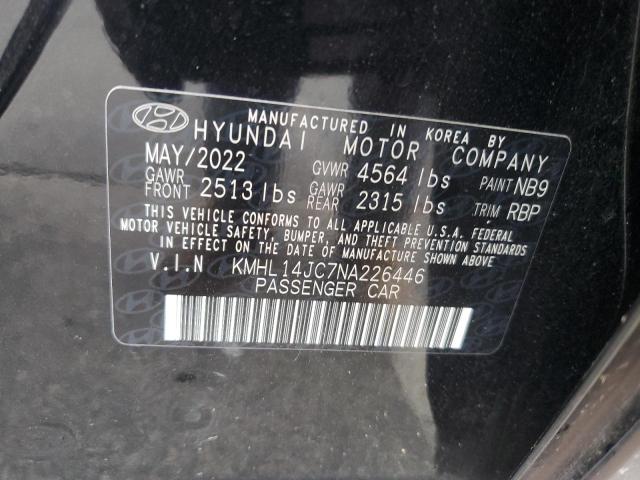 MANUFACTURED IN KOREA BY
HYUNDAI MOTOR COMPANY
MAY/2022 GVWR 4564 lbs PAINT NB9
GAWR FRONT 2513 lbs GAWR REAR 2315 lbs TRIM RBP
THIS VEHICLE CONFORMS TO ALL APPLICABLE U.S.A. FEDERAL
MOTOR VEHICLE SAFETY, BUMPER, AND THEFT PREVENTION STANDARDS
IN EFFECT ON THE DATE OF MANUFACTURE SHOWN ABOVE.
V.I.N KMHL14JC7NA226446
PASSENGER CAR